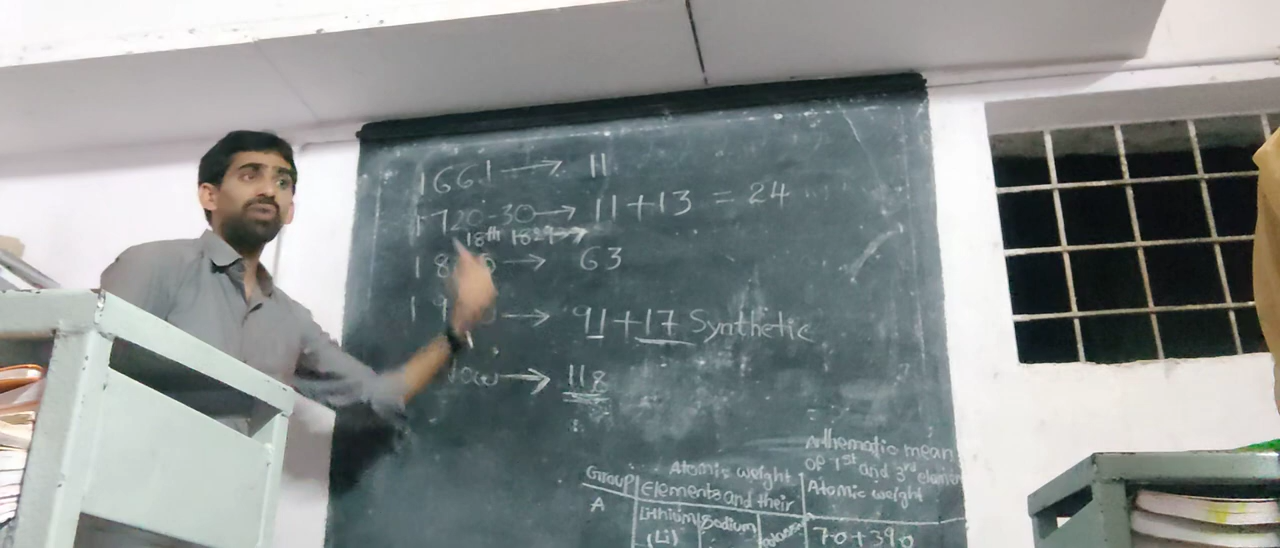 1661 → 11
1720-30 → 11+13 = 24
18th 1829 →
→ 63
→ 91+17 Synthetic
Now → 118
Arthematic mean
of 1st and 3rd
Group Atomic weight Atomic weight
Elements and their
A Lithium Sodium
(Li) 7.0+39.0